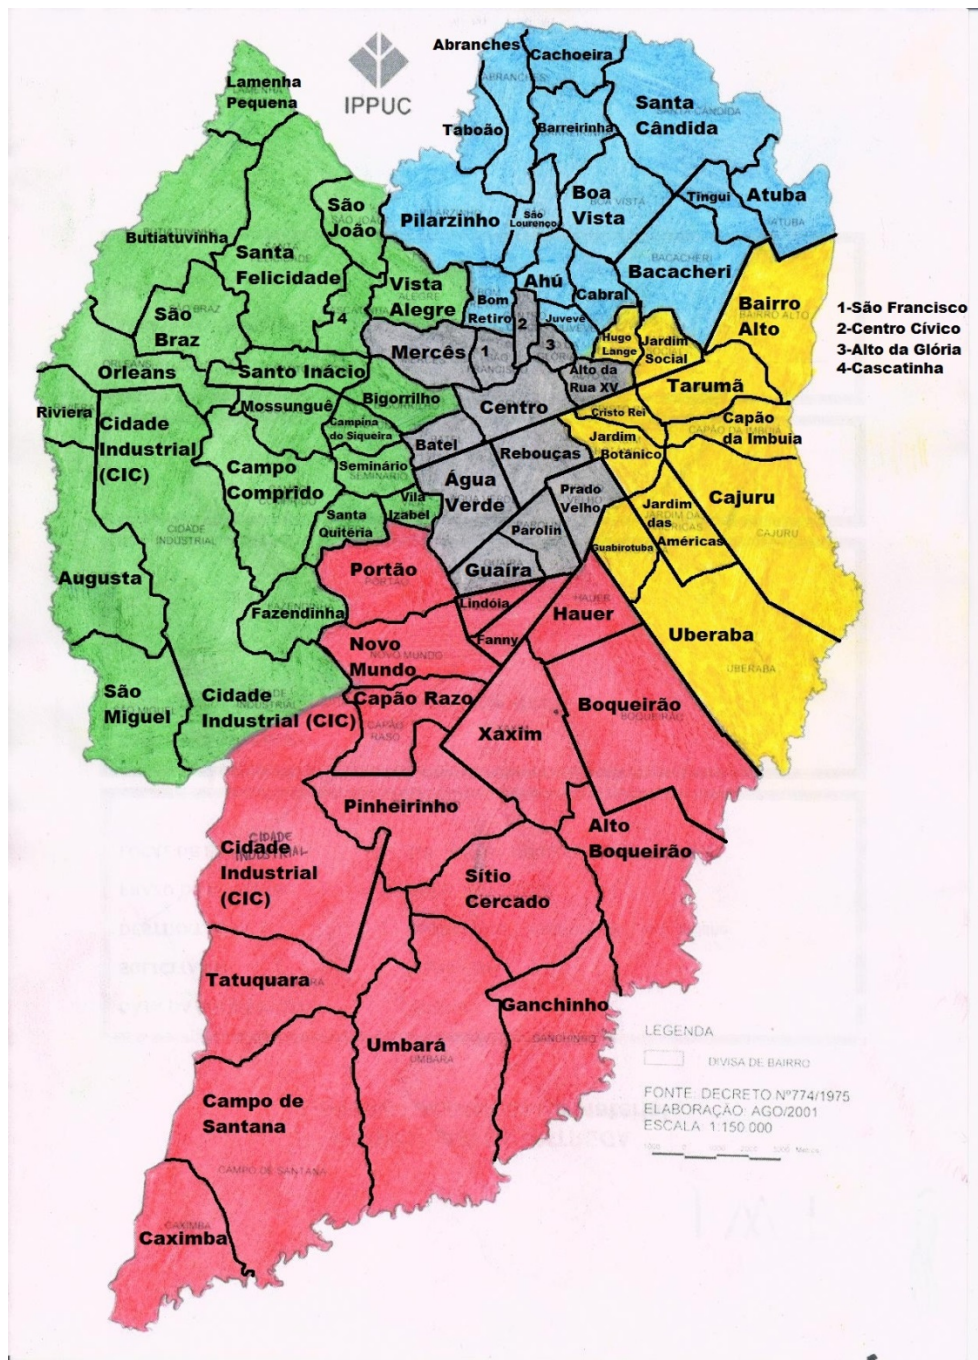 Abranches
Cachoeira
IPPUC
Lamenha
Pequena
Santa
Cândida
Taboão
Barreirinha
São
João
Pilarzinho
São
Lourenço
Boa
Vista
Tingui
Atuba
Butiatuvinha
Santa
Felicidade
Vista
Alegre
Bom
Retiro
Ahú
Cabral
Bacacheri
Bairro
Alto
São
Braz
4
Mercês
1
2
3
Juvevê
Hugo
Lange
Jardim
Social
1-São Francisco
2-Centro Cívico
3-Alto da Glória
4-Cascatinha
Orleans
Santo Inácio
Alto da
Rua XV
Tarumã
Riviera
Cidade
Industrial
(CIC)
Mossunguê
Bigorrilho
Campina
do Siqueira
Centro
Cristo Rei
Capão
da Imbuia
Batel
Rebouças
Jardim
Botânico
Campo
Comprido
Seminário
Água
Verde
Prado
Velho
Cajuru
Santa
Quitéria
Vila
Izabel
Parolin
Jardim
das
Américas
Guabirotuba
Augusta
Portão
Guaíra
Fazendinha
Lindóia
Hauer
Fanny
Uberaba
Novo
Mundo
São
Miguel
Cidade
Industrial (CIC)
Capão Razo
Xaxim
Boqueirão
Pinheirinho
Alto
Boqueirão
Cidade
Industrial
(CIC)
Sítio
Cercado
Tatuquara
Ganchinho
Umbará
Campo de
Santana
Caximba
LEGENDA
DIVISA DE BAIRRO
FONTE: DECRETO Nº774/1975
ELABORAÇÃO: AGO/2001
ESCALA 1:150.000